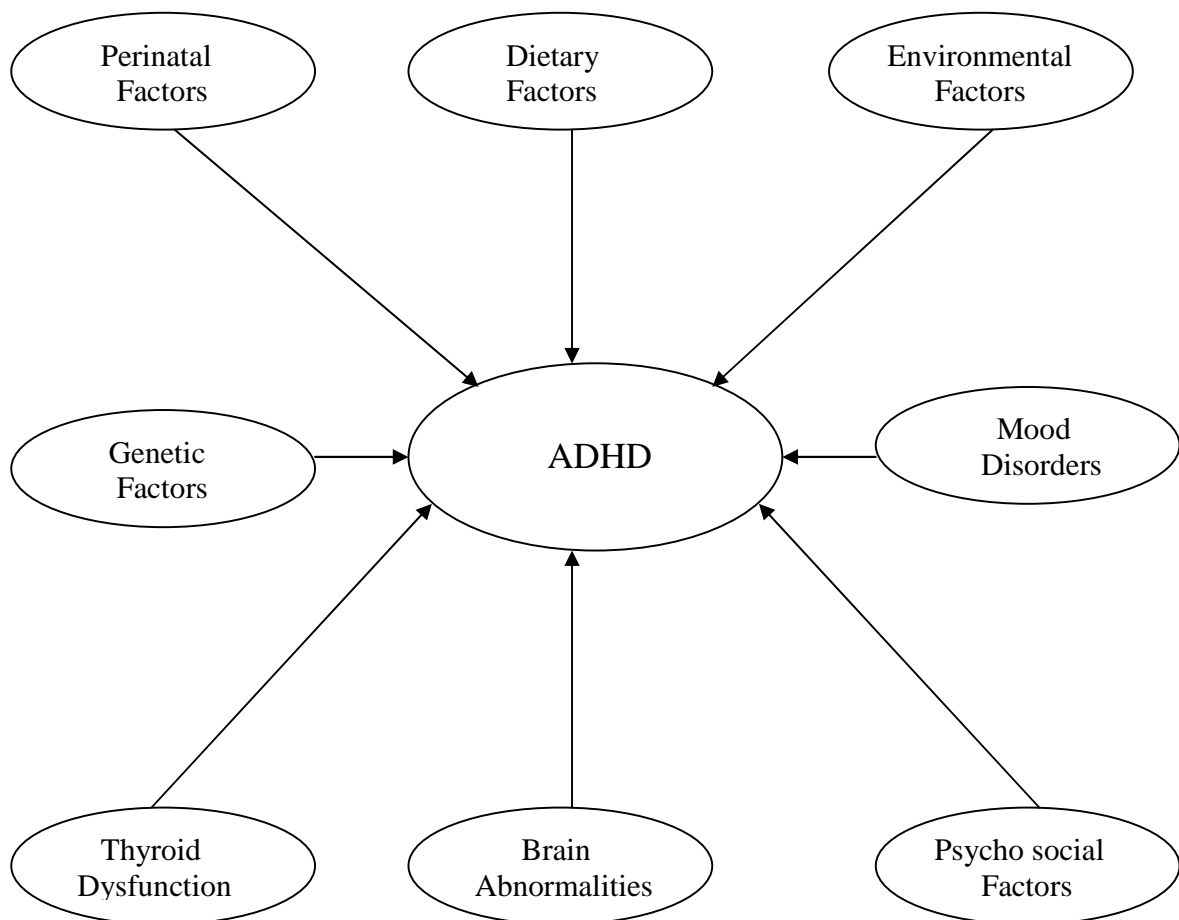 Perinatal
Factors
Dietary
Factors
Environmental
Factors
Genetic
Factors
ADHD
Mood
Disorders
Thyroid
Dysfunction
Brain
Abnormalities
Psycho social
Factors